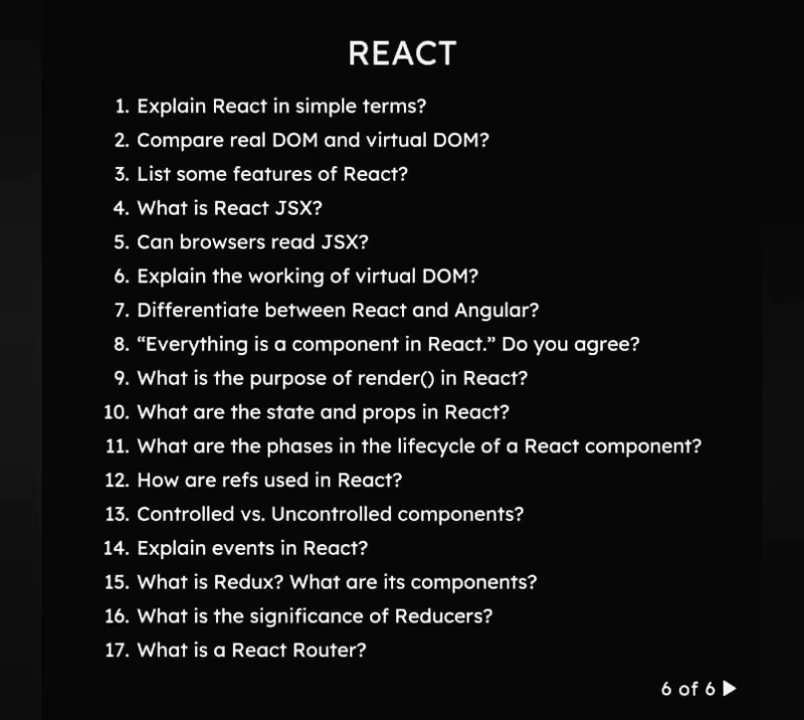 REACT
1. Explain React in simple terms?
2. Compare real DOM and virtual DOM?
3. List some features of React?
4. What is React JSX?
5. Can browsers read JSX?
6. Explain the working of virtual DOM?
7. Differentiate between React and Angular?
8. “Everything is a component in React.” Do you agree?
9. What is the purpose of render() in React?
10. What are the state and props in React?
11. What are the phases in the lifecycle of a React component?
12. How are refs used in React?
13. Controlled vs. Uncontrolled components?
14. Explain events in React?
15. What is Redux? What are its components?
16. What is the significance of Reducers?
17. What is a React Router?
6 of 6 ▶